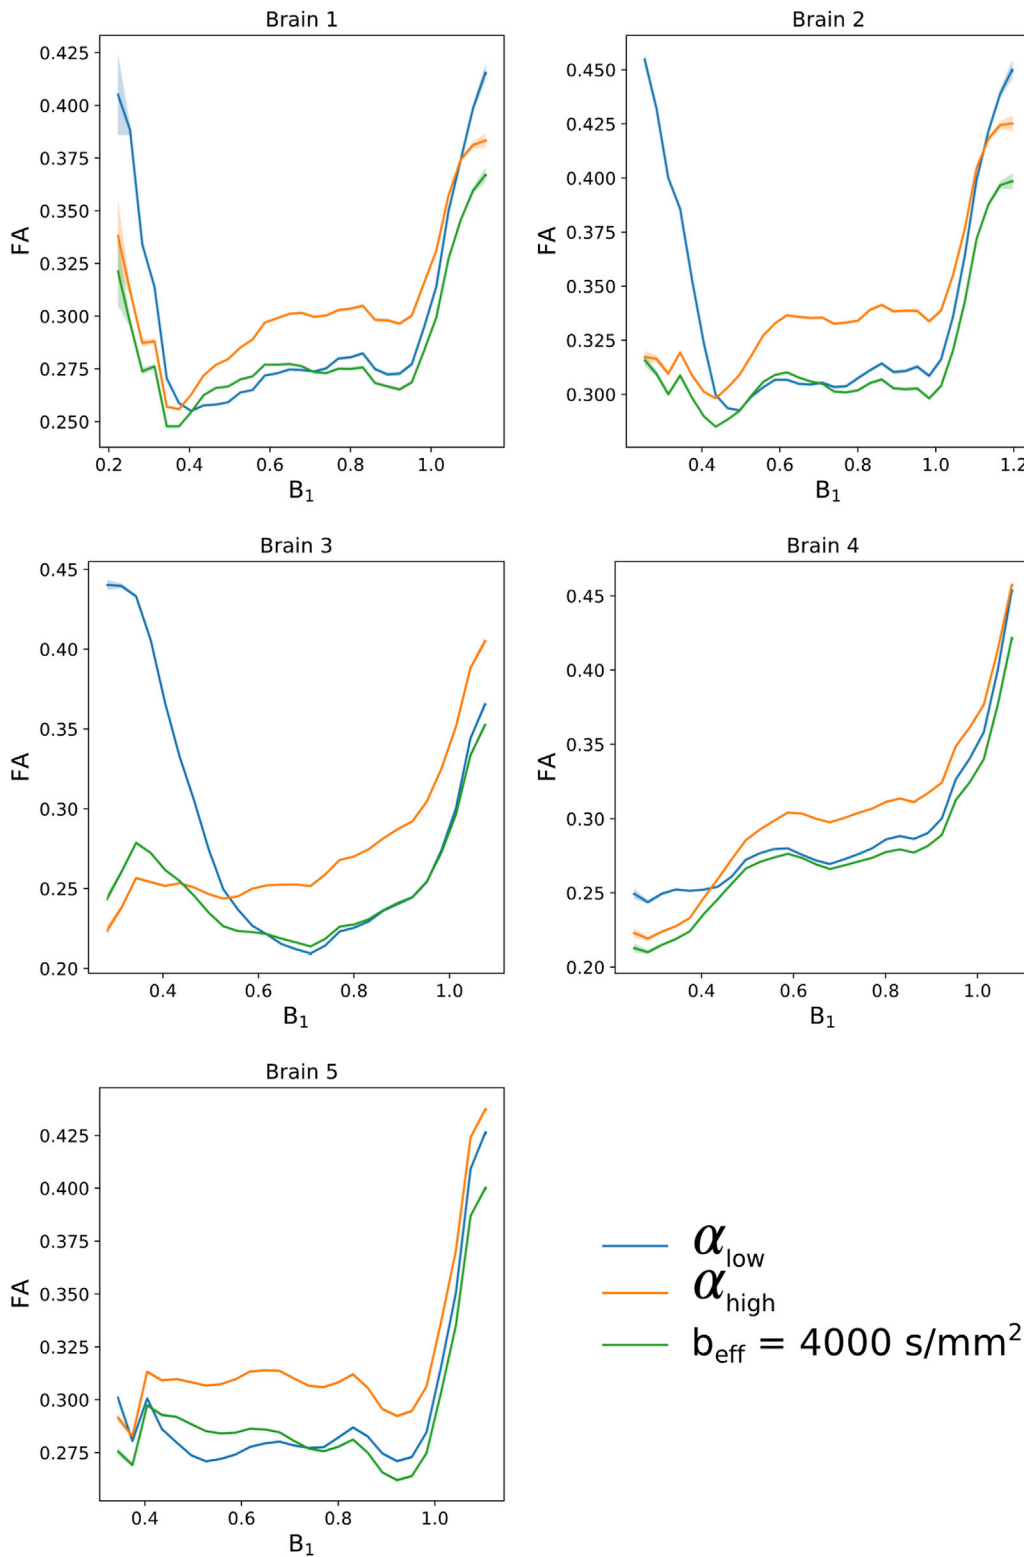 Brain 1
0.425
0.400
0.375
0.350
0.325
0.300
0.275
0.250
FA
0.2 0.4 0.6 0.8 1.0
B1
Brain 2
0.450
0.425
0.400
0.375
0.350
0.325
0.300
FA
0.4 0.6 0.8 1.0 1.2
B1
Brain 3
0.45
0.40
0.35
0.30
0.25
0.20
FA
0.4 0.6 0.8 1.0
B1
Brain 4
0.45
0.40
0.35
0.30
0.25
0.20
FA
0.4 0.6 0.8 1.0
B1
Brain 5
0.425
0.400
0.375
0.350
0.325
0.300
0.275
FA
0.4 0.6 0.8 1.0
B1
αlow
αhigh
beff = 4000 s/mm²